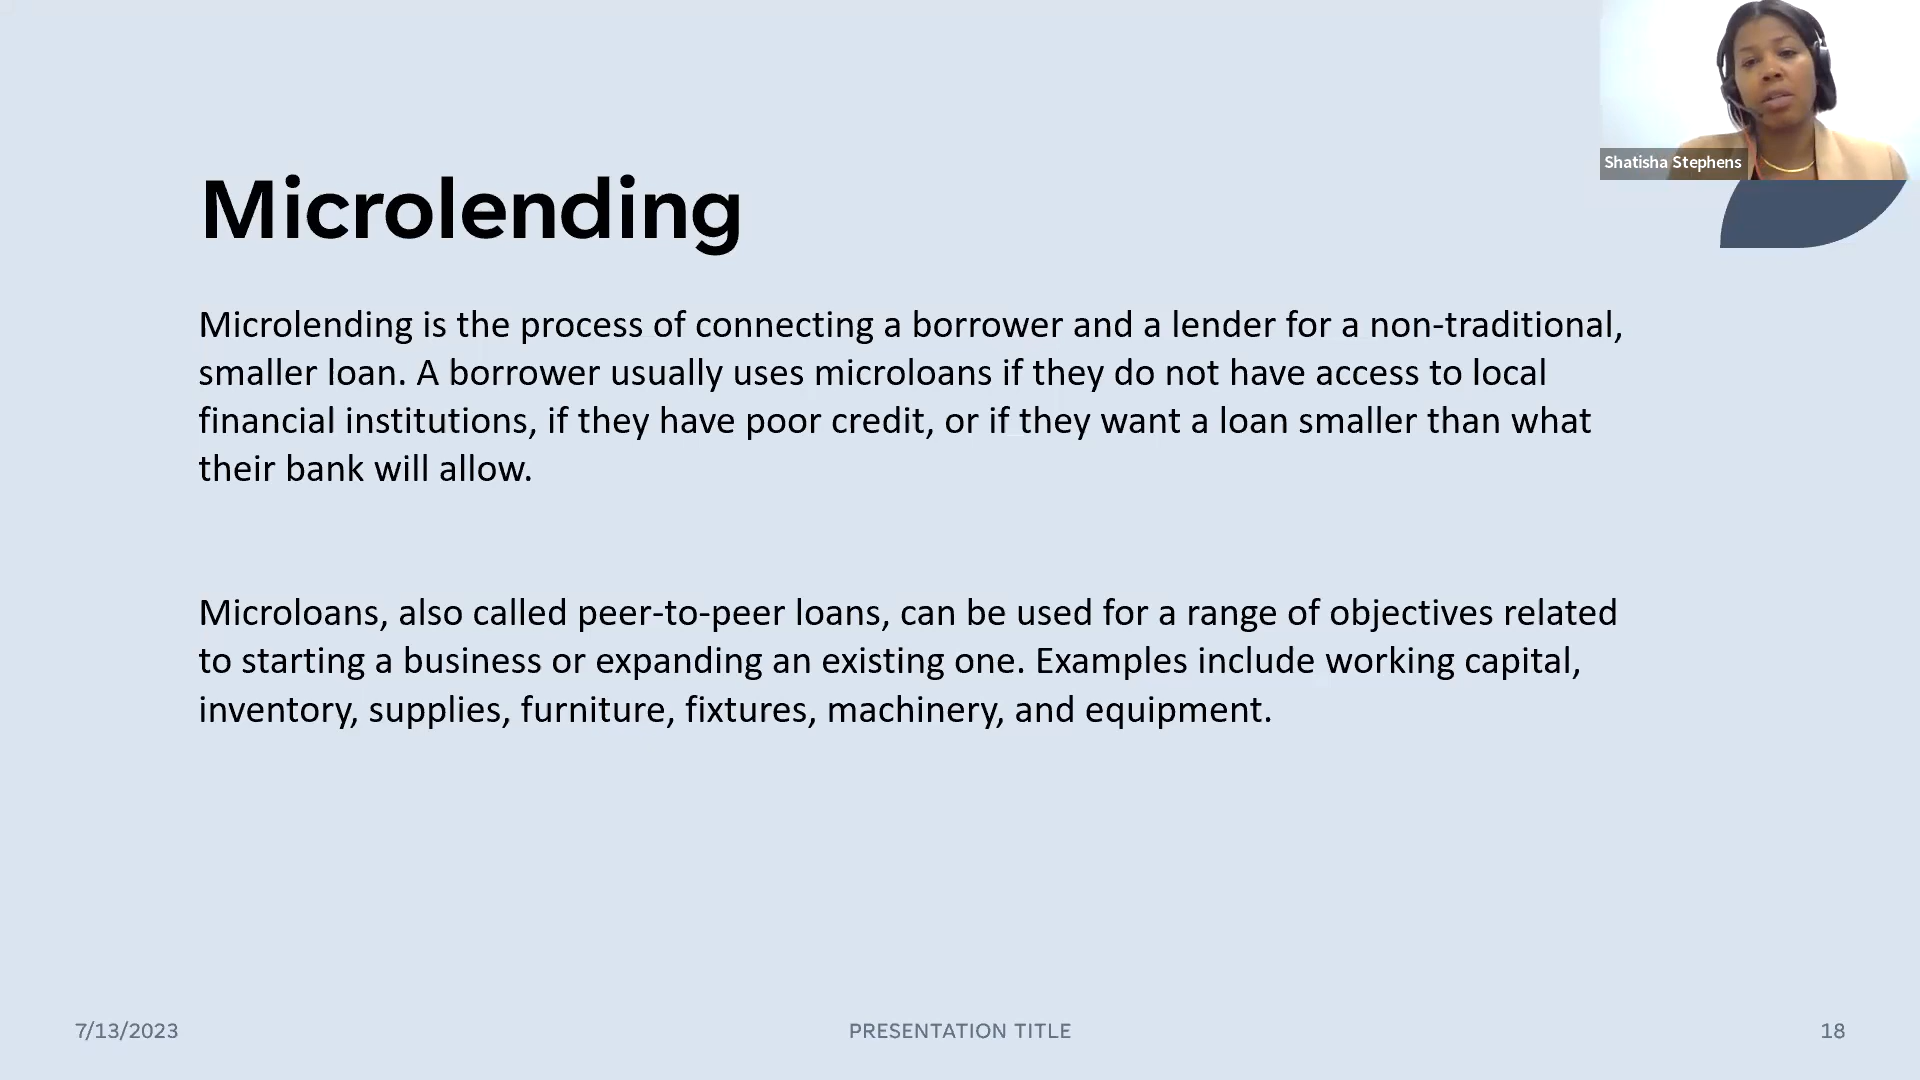 Shatisha Stephens
Microlending
Microlending is the process of connecting a borrower and a lender for a non-traditional,
smaller loan. A borrower usually uses microloans if they do not have access to local
financial institutions, if they have poor credit, or if they want a loan smaller than what
their bank will allow.
Microloans, also called peer-to-peer loans, can be used for a range of objectives related
to starting a business or expanding an existing one. Examples include working capital,
inventory, supplies, furniture, fixtures, machinery, and equipment.
7/13/2023
PRESENTATION TITLE
18